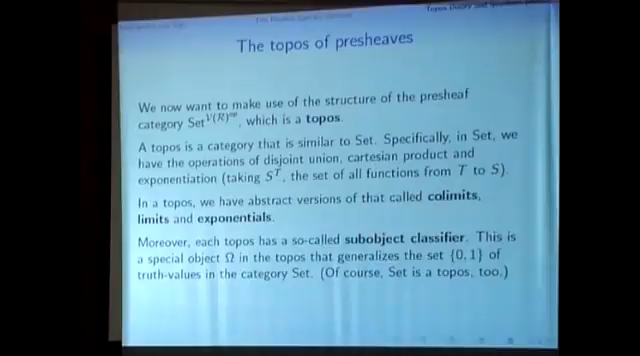 Topos theory and quantum
The topos of presheaves
We now want to make use of the structure of the presheaf
category Set^{V(R)^{op}}, which is a topos.
A topos is a category that is similar to Set. Specifically, in Set, we
have the operations of disjoint union, cartesian product and
exponentiation (taking S^T, the set of all functions from T to S).
In a topos, we have abstract versions of that called colimits,
limits and exponentials.
Moreover, each topos has a so-called subobject classifier. This is
a special object Ω in the topos that generalizes the set {0, 1} of
truth-values in the category Set. (Of course, Set is a topos, too.)